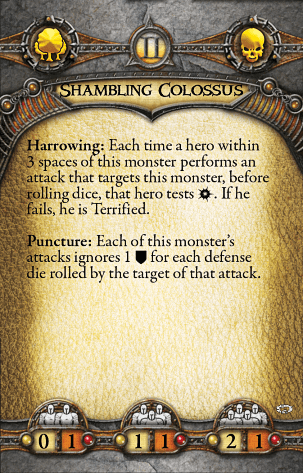 II
SHAMBLING COLOSSUS
Harrowing: Each time a hero within
3 spaces of this monster performs an
attack that targets this monster, before
rolling dice, that hero tests . If he
fails, he is Terrified.
Puncture: Each of this monster's
attacks ignores 1 for each defense
die rolled by the target of that attack.
0 1 1 1 2 1